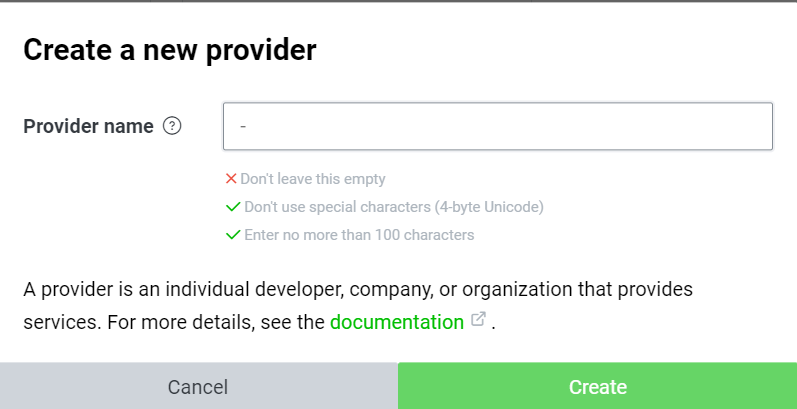 Create a new provider
Provider name ?
-
Don't leave this empty
Don't use special characters (4-byte Unicode)
Enter no more than 100 characters
A provider is an individual developer, company, or organization that provides
services. For more details, see the documentation .
Cancel
Create